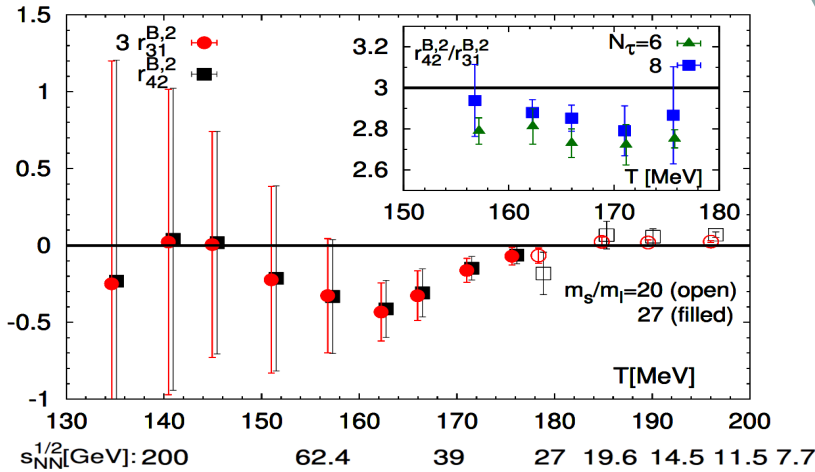 1.5
1
0.5
0
-0.5
-1
3 r₃₁ᴮ,²
r₄₂ᴮ,²
r₄₂ᴮ,²/r₃₁ᴮ,²
Nτ=6
8
3.2
3
2.8
2.6
T [MeV]
150 160 170 180
mₛ/mₗ=20 (open)
27 (filled)
T[MeV]
130 140 150 160 170 180 190 200
s_NN^1/2[GeV]: 200 62.4 39 27 19.6 14.5 11.5 7.7